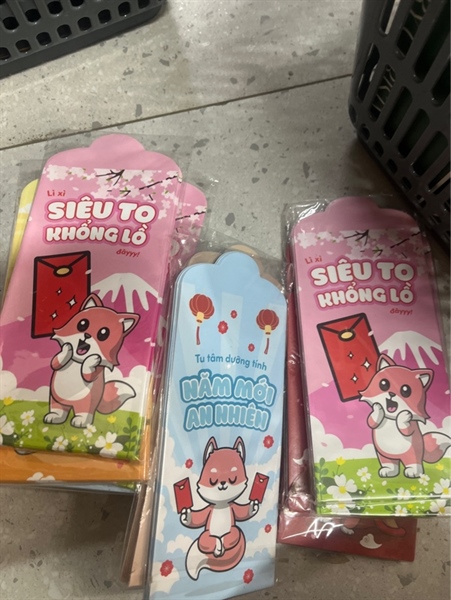 Lì xì
SIÊU TO
KHỔNG LỒ
đâyyy!
Tu tâm dưỡng tính
NĂM MỚI
AN NHIÊN
Lì xì
SIÊU TO
KHỔNG LỒ
đâyyy!